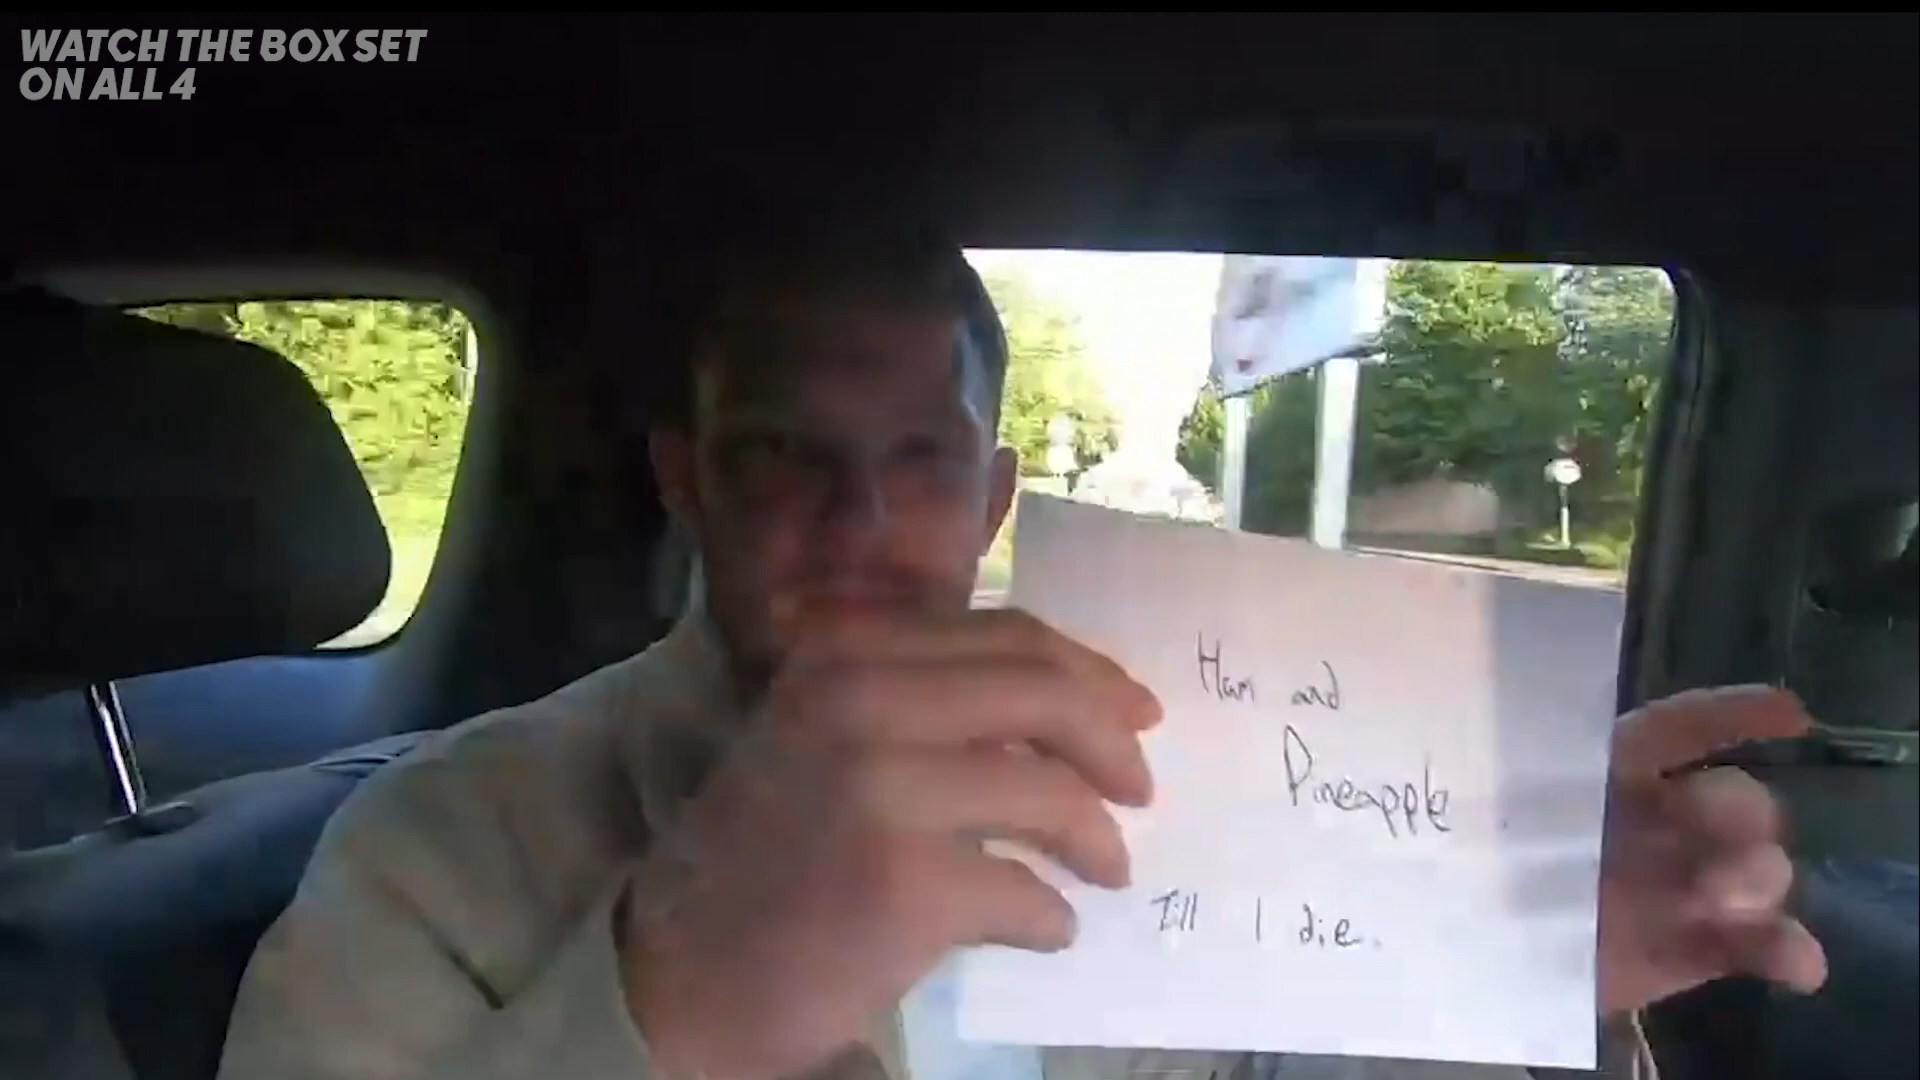 WATCH THE BOX SET
ON ALL 4
Ham and
Pineapple
Till I die.